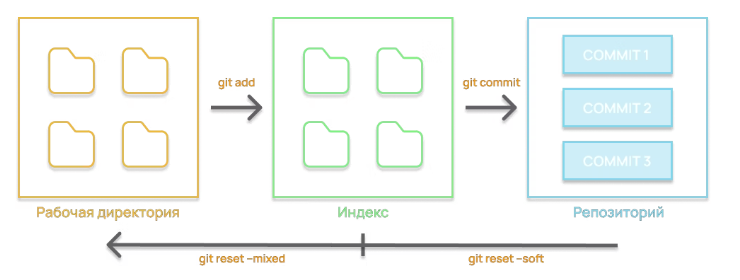 git add
git commit
COMMIT 1
COMMIT 2
COMMIT 3
Рабочая директория
Индекс
Репозиторий
git reset –mixed
git reset –soft